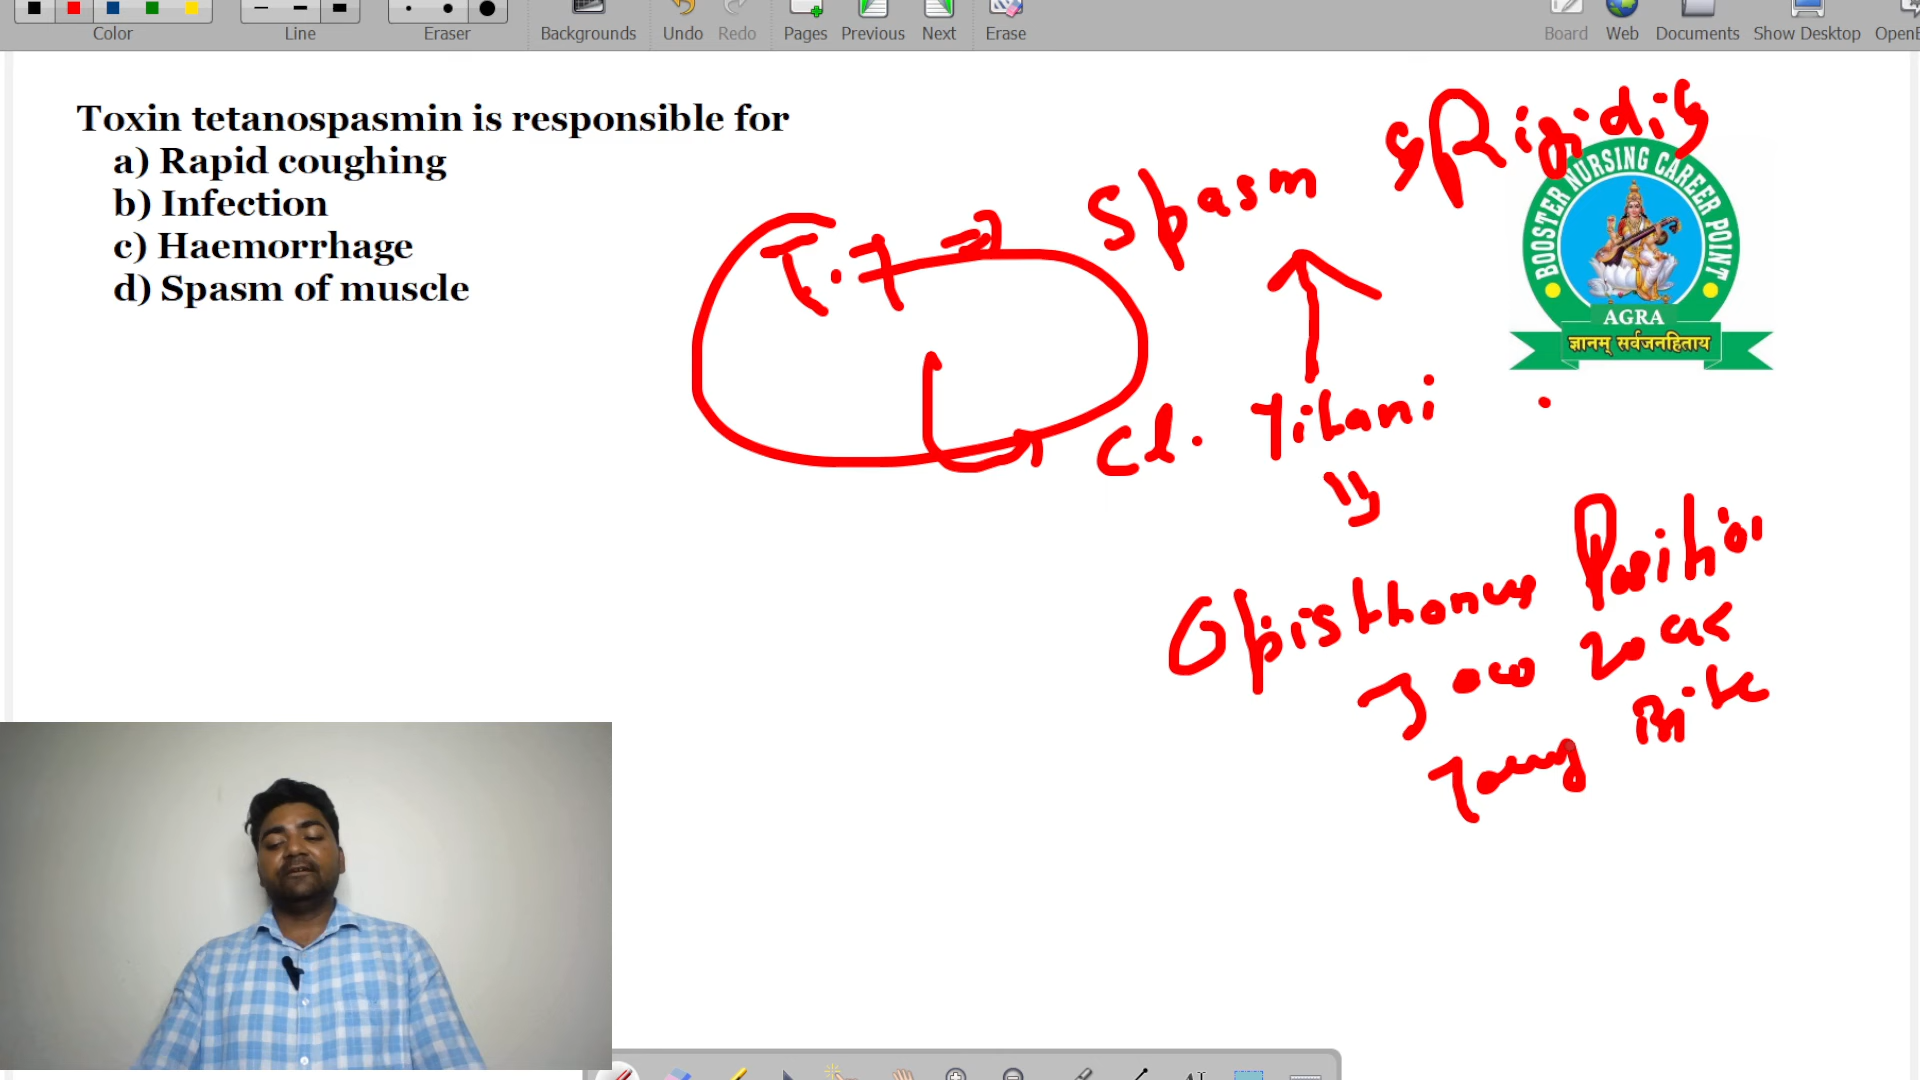 Color Line Eraser Backgrounds Undo Redo Pages Previous Next Erase Board Web Documents Show Desktop
Toxin tetanospasmin is responsible for
a) Rapid coughing
b) Infection
c) Haemorrhage
d) Spasm of muscle
T.T
Spasm & Rigidity
BOOSTER NURSING CAREER POINT
AGRA
ज्ञानम् सर्वजनहिताय
Cl. Titani
Opisthonus Position
Jaw